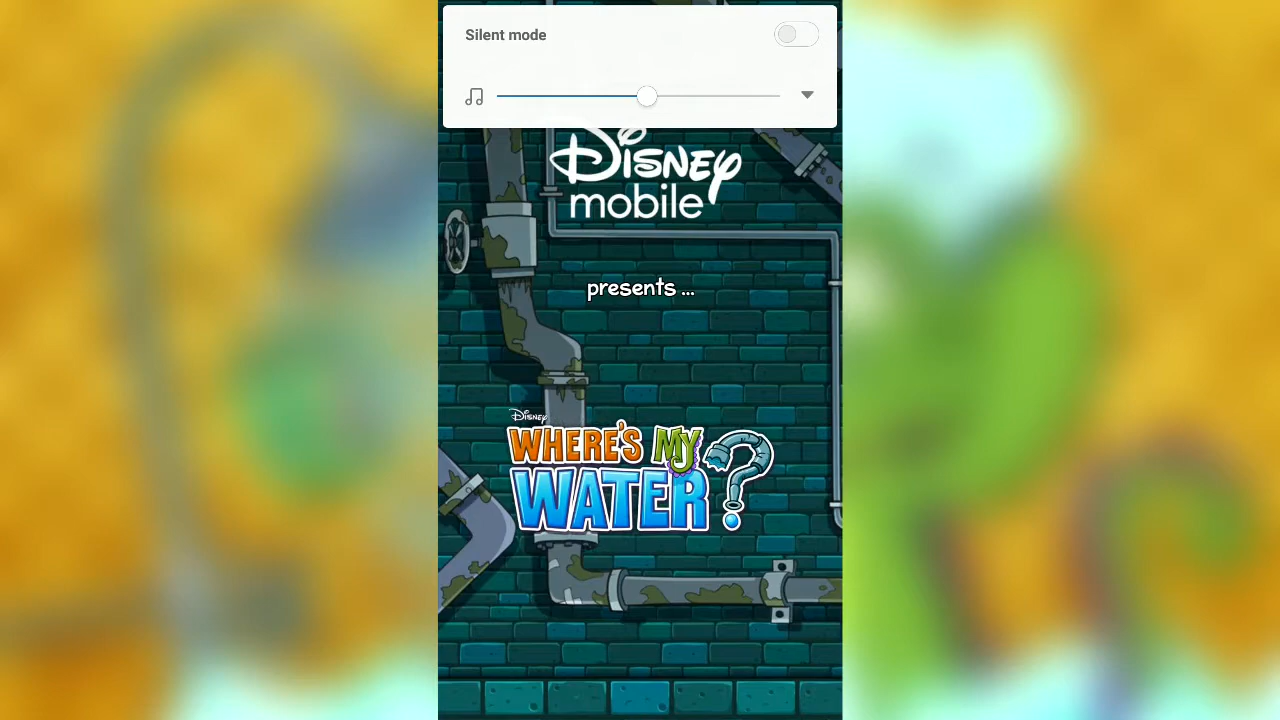 Silent mode
Disney
mobile
presents ...
Disney
WHERE'S MY
WATER?